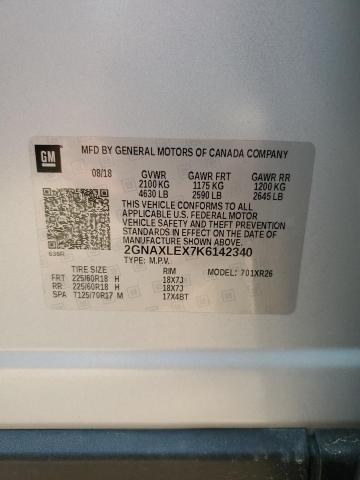 GM
MFD BY GENERAL MOTORS OF CANADA COMPANY
08/18 GVWR GAWR FRT GAWR RR
2100 KG 1175 KG 1200 KG
4630 LB 2590 LB 2645 LB
THIS VEHICLE CONFORMS TO ALL
APPLICABLE U.S. FEDERAL MOTOR
VEHICLE SAFETY AND THEFT PREVENTION
STANDARDS IN EFFECT ON THE DATE OF
MANUFACTURE SHOWN ABOVE.
2GNAXLEX7K6142340
TYPE: M.P.V.
TIRE SIZE RIM MODEL: 701XR26
FRT 225/60R18 H 18X7J
RR 225/60R18 H 18X7J
SPA T125/70R17 M 17X4BT